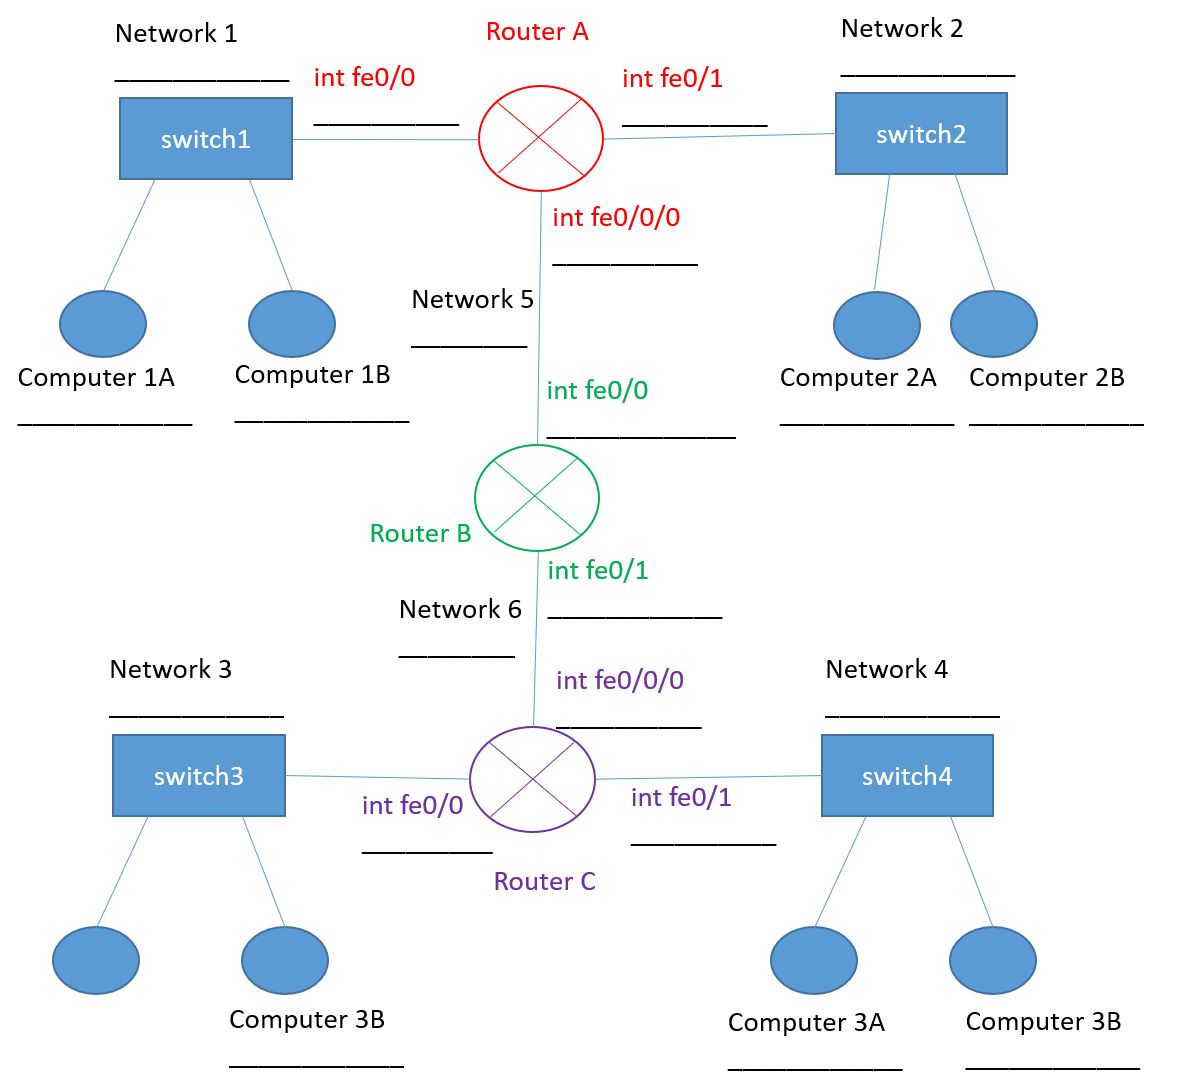 Network 1
____________
Router A
Network 2
____________
int fe0/0
__________
int fe0/1
__________
switch1
switch2
int fe0/0/0
__________
Network 5
________
Computer 1A
____________
Computer 1B
____________
Computer 2A
____________
Computer 2B
____________
int fe0/0
_____________
Router B
int fe0/1
____________
Network 6
________
Network 3
____________
int fe0/0/0
__________
Network 4
____________
switch3
switch4
int fe0/0
_________
int fe0/1
__________
Router C
Computer 3B
____________
Computer 3A
____________
Computer 3B
____________